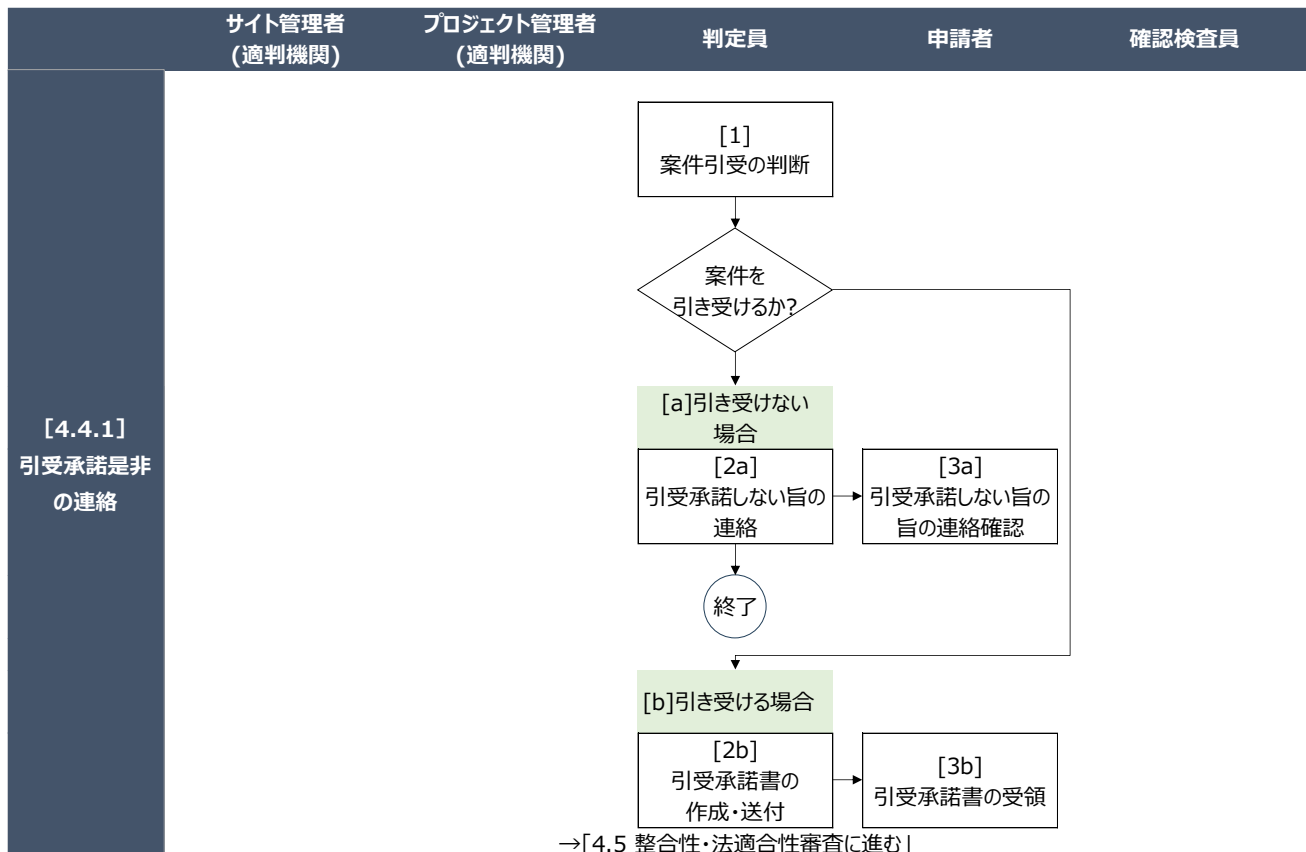 サイト管理者
(適判機関)
プロジェクト管理者
(適判機関)
判定員
申請者
確認検査員
[4.4.1]
引受承諾是非
の連絡
[1]
案件引受の判断
案件を
引き受けるか?
[a]引き受けない
場合
[2a]
引受承諾しない旨の
連絡
[3a]
引受承諾しない旨の
旨の連絡確認
終了
[b]引き受ける場合
[2b]
引受承諾書の
作成・送付
[3b]
引受承諾書の受領
→「4.5 整合性・法適合性審査に進む」